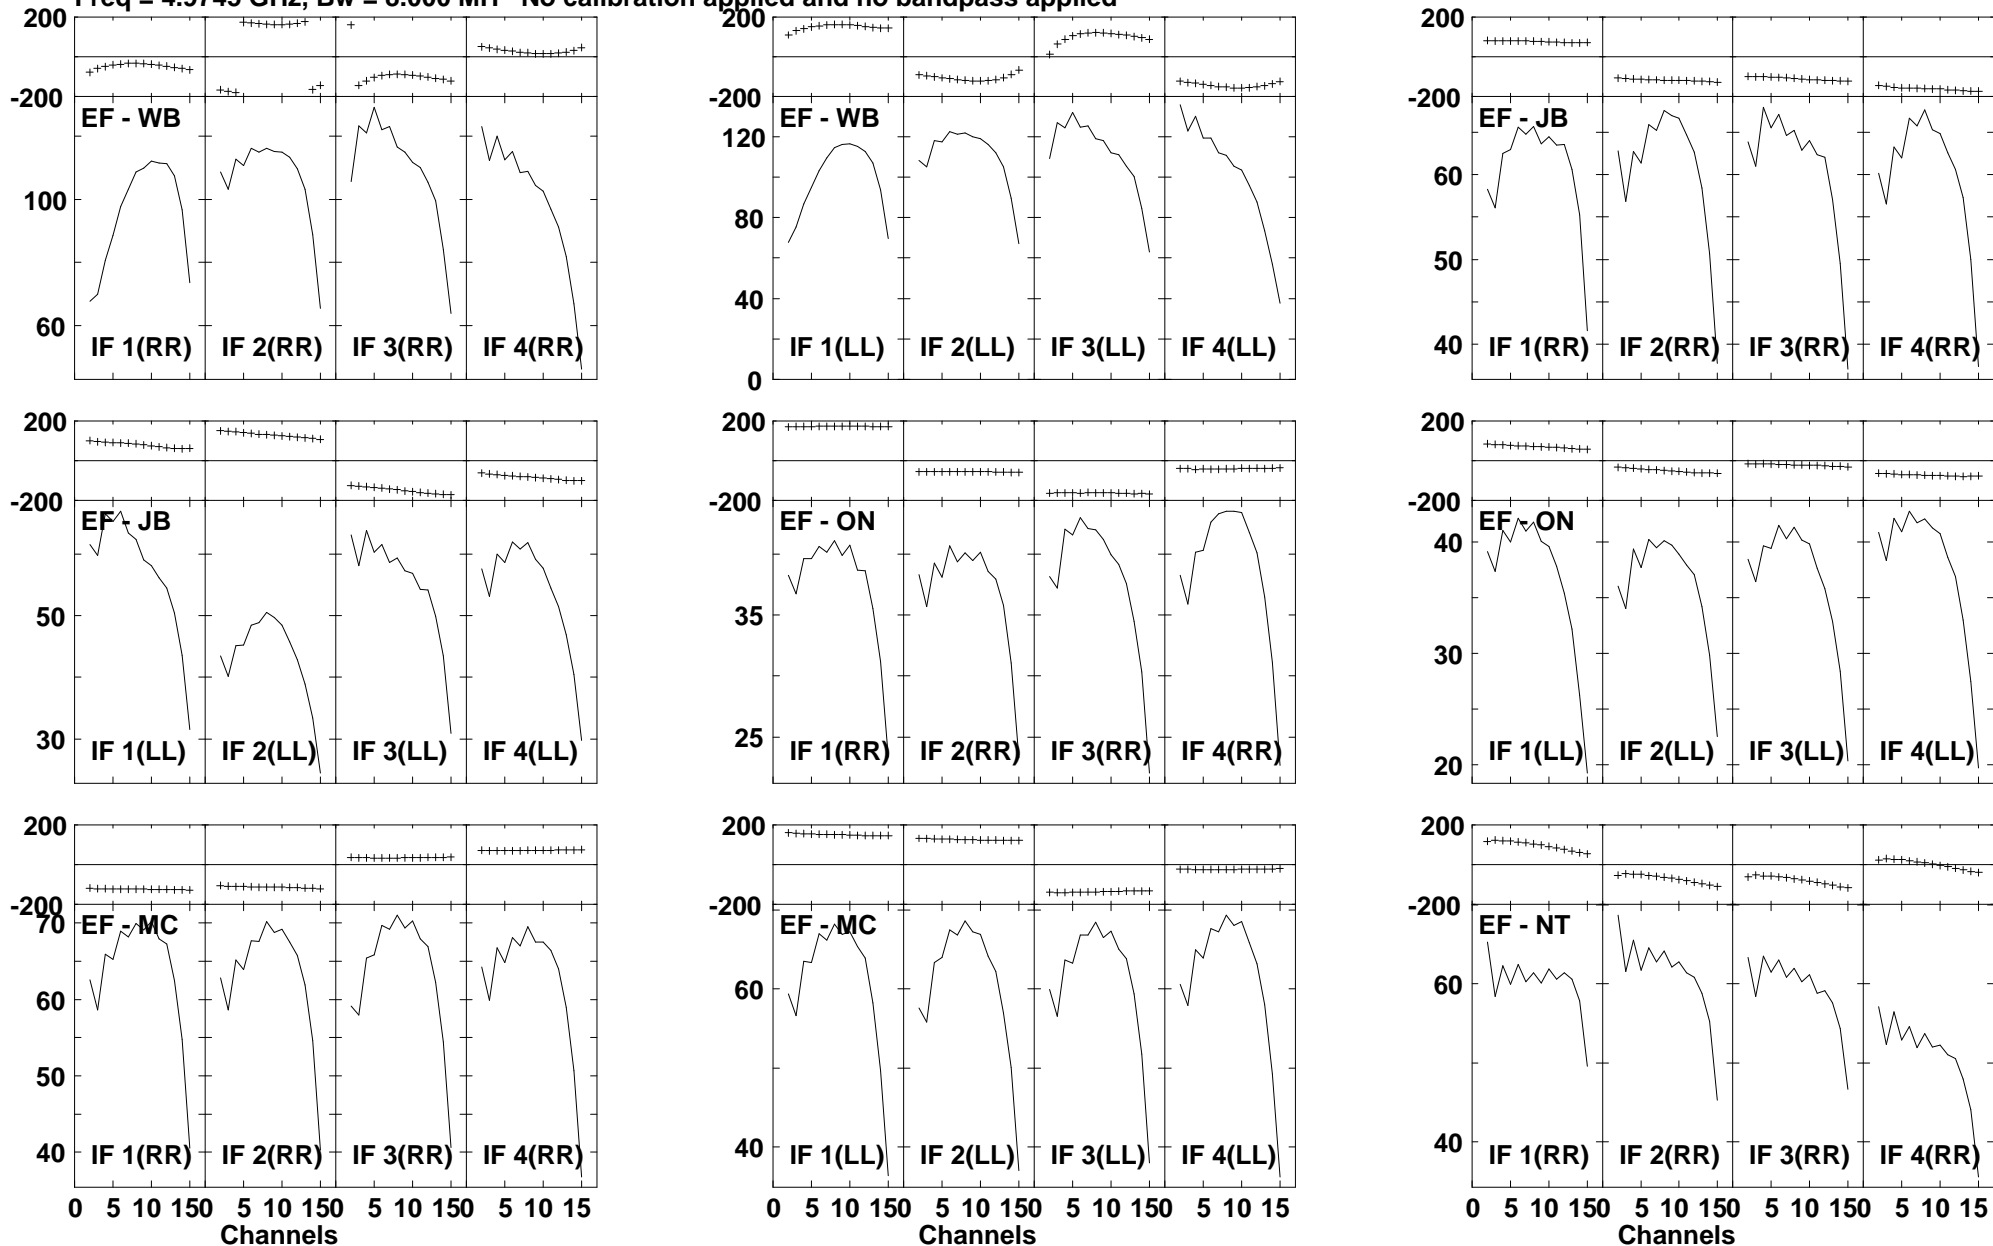 No calibration applied and no bandpass applied
200 200 200
-200 -200 -200
EF - WB EF - WB EF - JB
120
100 80 60
50
60 40 40
0
IF 1(RR) IF 2(RR) IF 3(RR) IF 4(RR) IF 1(LL) IF 2(LL) IF 3(LL) IF 4(LL) IF 1(RR) IF 2(RR) IF 3(RR) IF 4(RR)
200 200 200
-200 -200 -200
EF - JB EF - ON EF - ON
50 35 40
30
30 25 20
IF 1(LL) IF 2(LL) IF 3(LL) IF 4(LL) IF 1(RR) IF 2(RR) IF 3(RR) IF 4(RR) IF 1(LL) IF 2(LL) IF 3(LL) IF 4(LL)
200 200 200
-200 -200 -200
EF - MC EF - MC EF - NT
70
60 60 60
50
40 40 40
IF 1(RR) IF 2(RR) IF 3(RR) IF 4(RR) IF 1(LL) IF 2(LL) IF 3(LL) IF 4(LL) IF 1(RR) IF 2(RR) IF 3(RR) IF 4(RR)
0 5 10 150 5 10 150 5 10 150 5 10 15 0 5 10 150 5 10 150 5 10 150 5 10 15 0 5 10 150 5 10 150 5 10 150 5 10 15
Channels Channels Channels